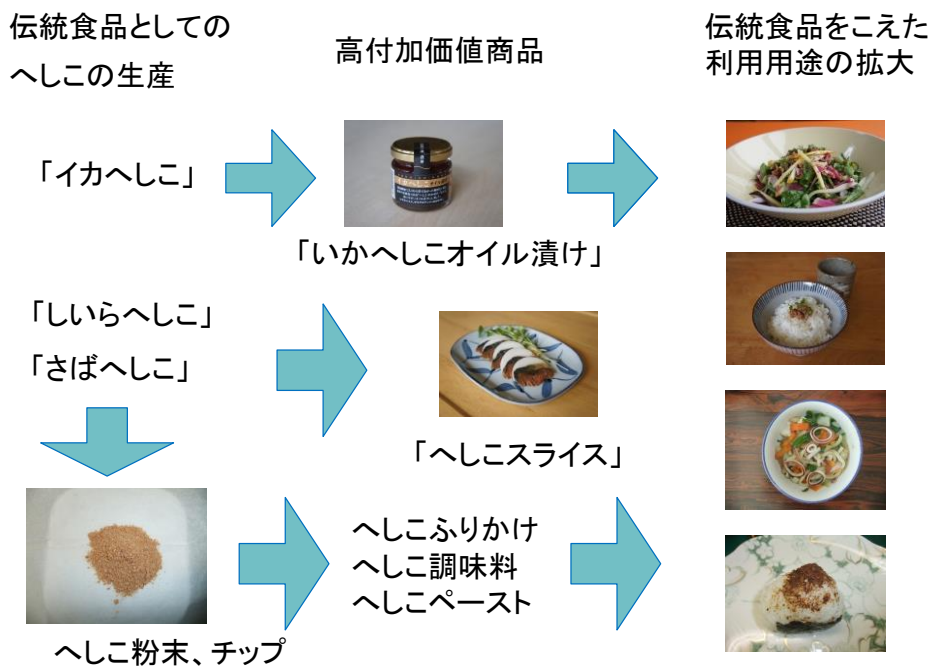 伝統食品としての
へしこの生産
高付加価値商品
伝統食品をこえた
利用用途の拡大
「イカへしこ」
「いかへしこオイル漬け」
「しいらへしこ」
「さばへしこ」
「へしこスライス」
へしこふりかけ
へしこ調味料
へしこペースト
へしこ粉末、チップ